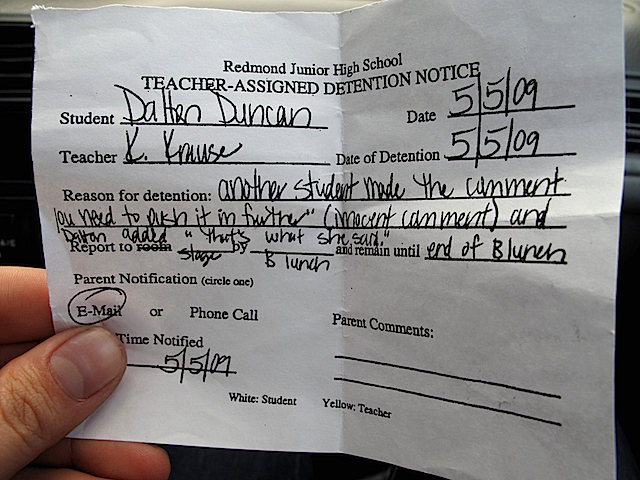 Redmond Junior High School
TEACHER-ASSIGNED DETENTION NOTICE
Student Dalton Duncan Date 5/5/09
Teacher K. Krause Date of Detention 5/5/09
Reason for detention: another student made the comment
"you need to push it in further" (innocent comment) and
Dalton added "that's what she said."
Report to room stage by B lunch and remain until end of B lunch
Parent Notification (circle one)
E-Mail or Phone Call Parent Comments:
Time Notified
5/5/09
White: Student Yellow: Teacher